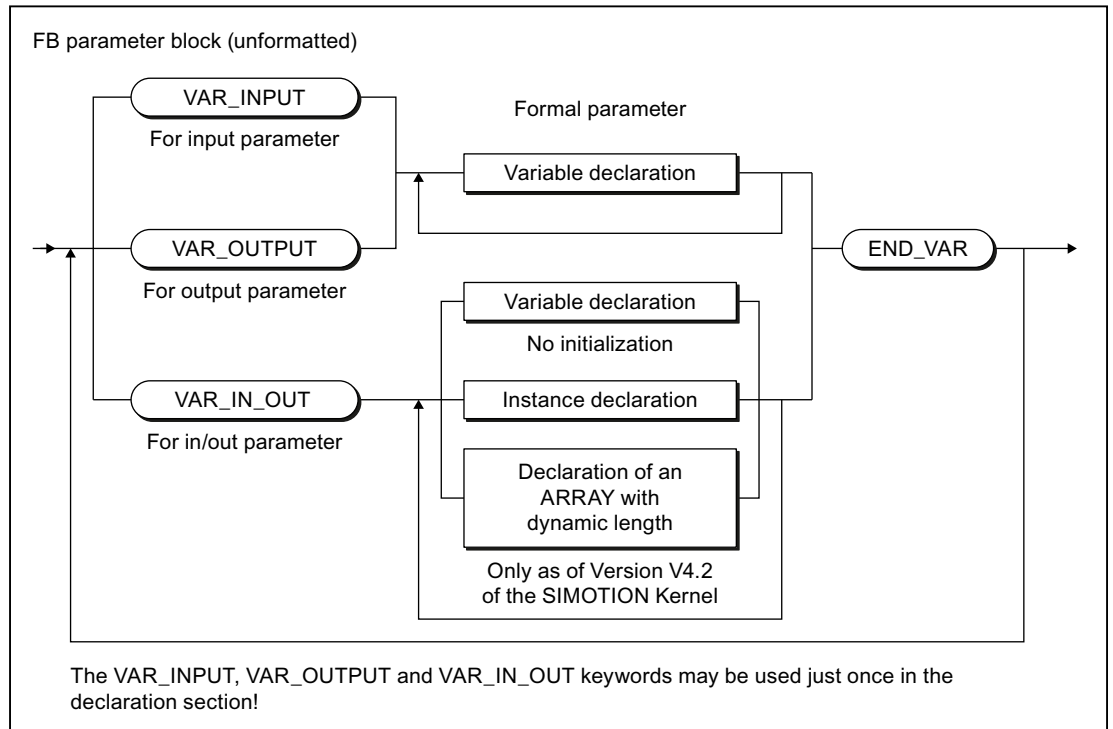 FB parameter block (unformatted)
VAR_INPUT
For input parameter
Formal parameter
Variable declaration
VAR_OUTPUT
For output parameter
END_VAR
Variable declaration
No initialization
VAR_IN_OUT
For in/out parameter
Instance declaration
Declaration of an
ARRAY with
dynamic length
Only as of Version V4.2
of the SIMOTION Kernel
The VAR_INPUT, VAR_OUTPUT and VAR_IN_OUT keywords may be used just once in the
declaration section!